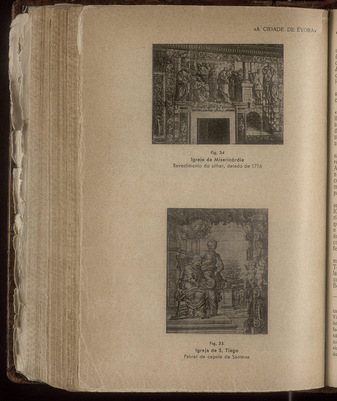 «A CIDADE DE ÉVORA»
Fig. 34
Igreja da Misericórdia
Revestimento do silhar, datado de 1716
Fig. 35
Igreja de S. Tiago
Painel da capela do Santíssimo